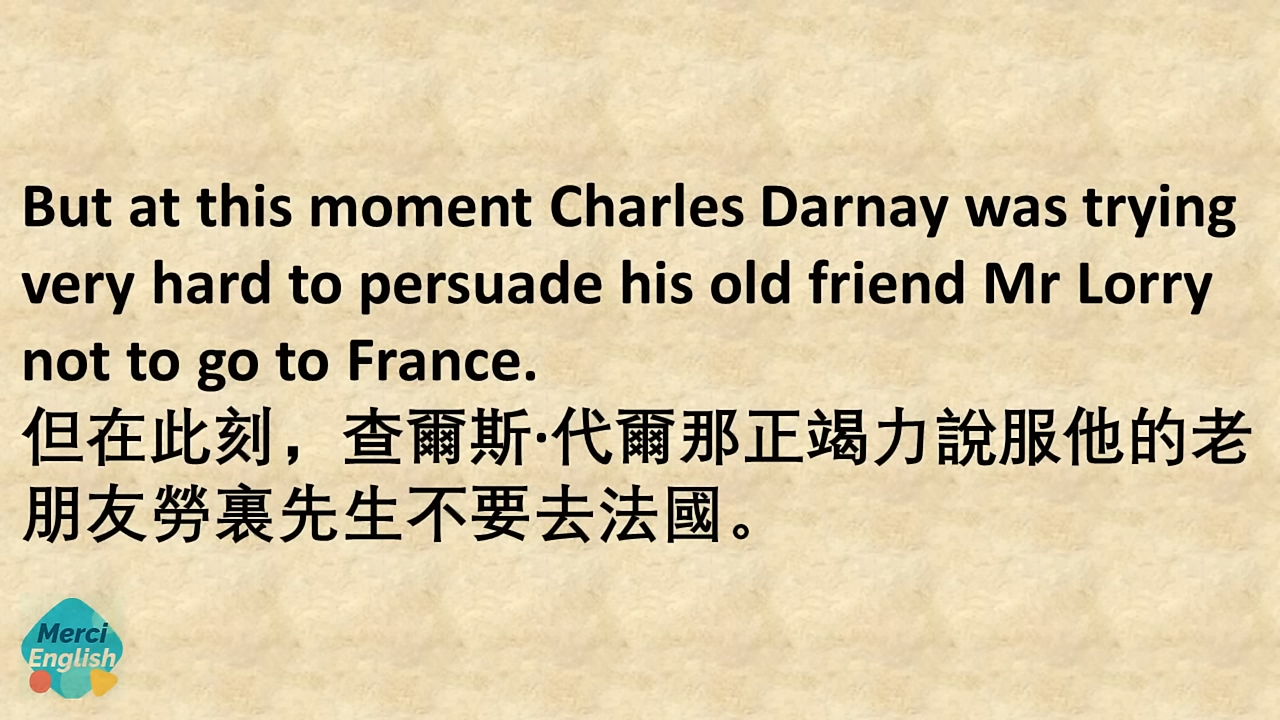 But at this moment Charles Darnay was trying
very hard to persuade his old friend Mr Lorry
not to go to France.
但在此刻，查爾斯·代爾那正竭力說服他的老
朋友勞裏先生不要去法國。
Merci
English